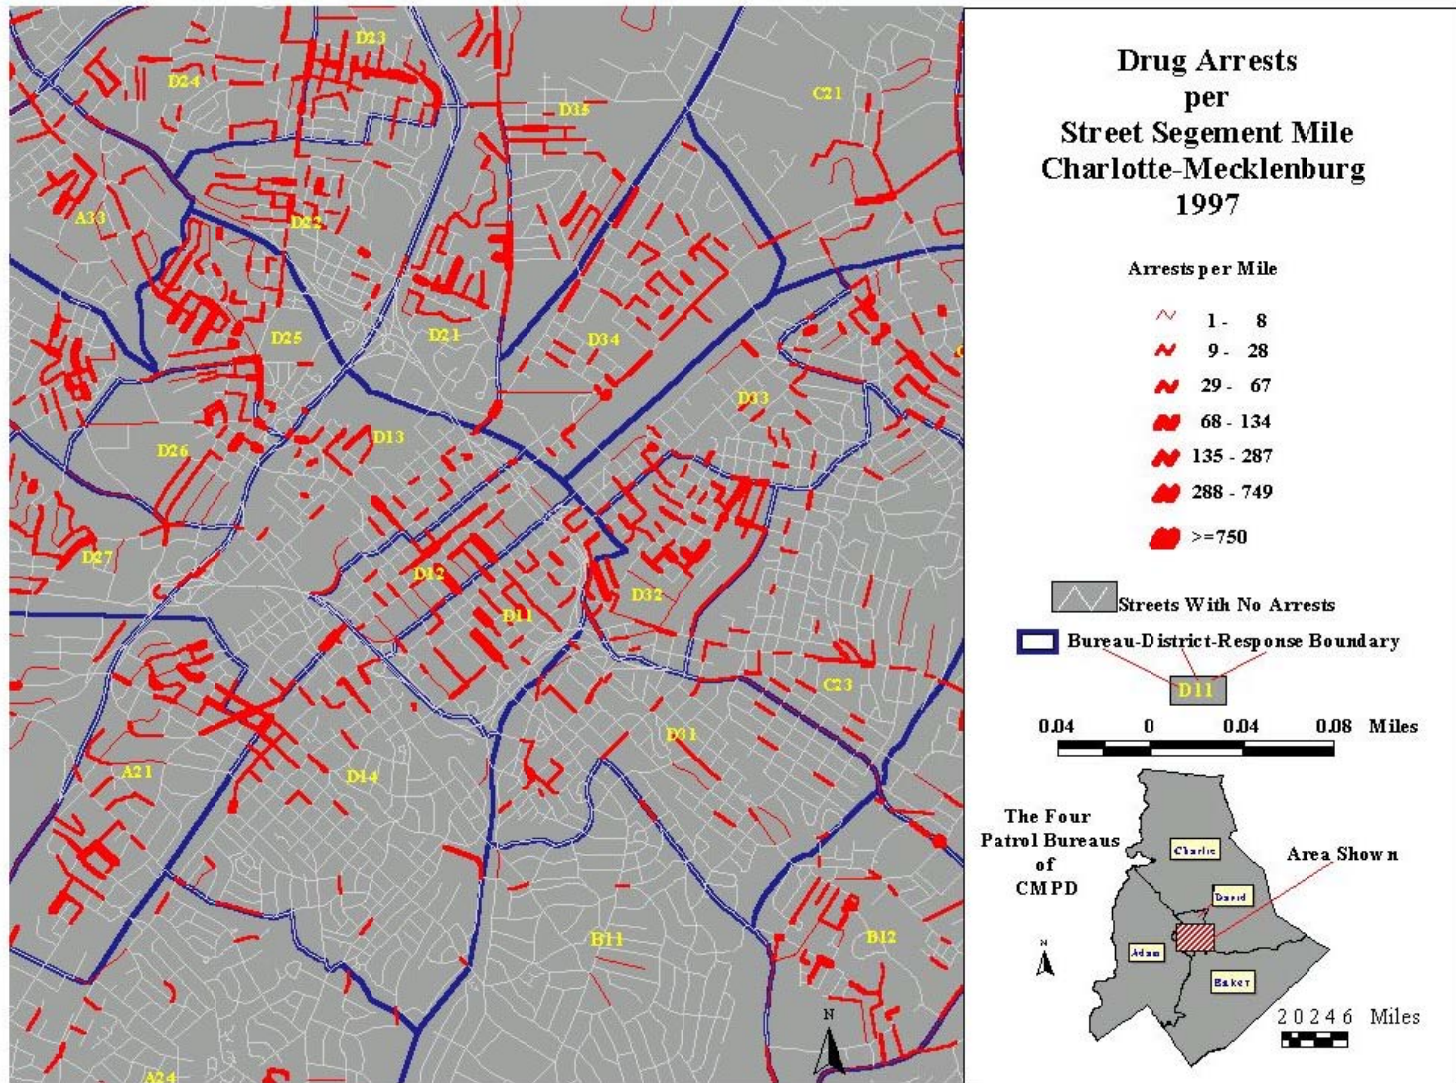 Drug Arrests
per
Street Segement Mile
Charlotte-Mecklenburg
1997
Arrests per Mile
1 - 8
9 - 28
29 - 67
68 - 134
135 - 287
288 - 749
>=750
Streets With No Arrests
Bureau-District-Response Boundary
D11
0.04 0 0.04 0.08 Miles
The Four
Patrol Bureaus
of
CMPD
Area Shown
Charlie
David
Adam
Baker
N
2 0 2 4 6 Miles
D23
D24
D35
C21
A33
D22
D25
D21
D34
D33
D13
D26
D27
D12
D11
D32
C23
D31
A21
D14
B11
B12
N
A24